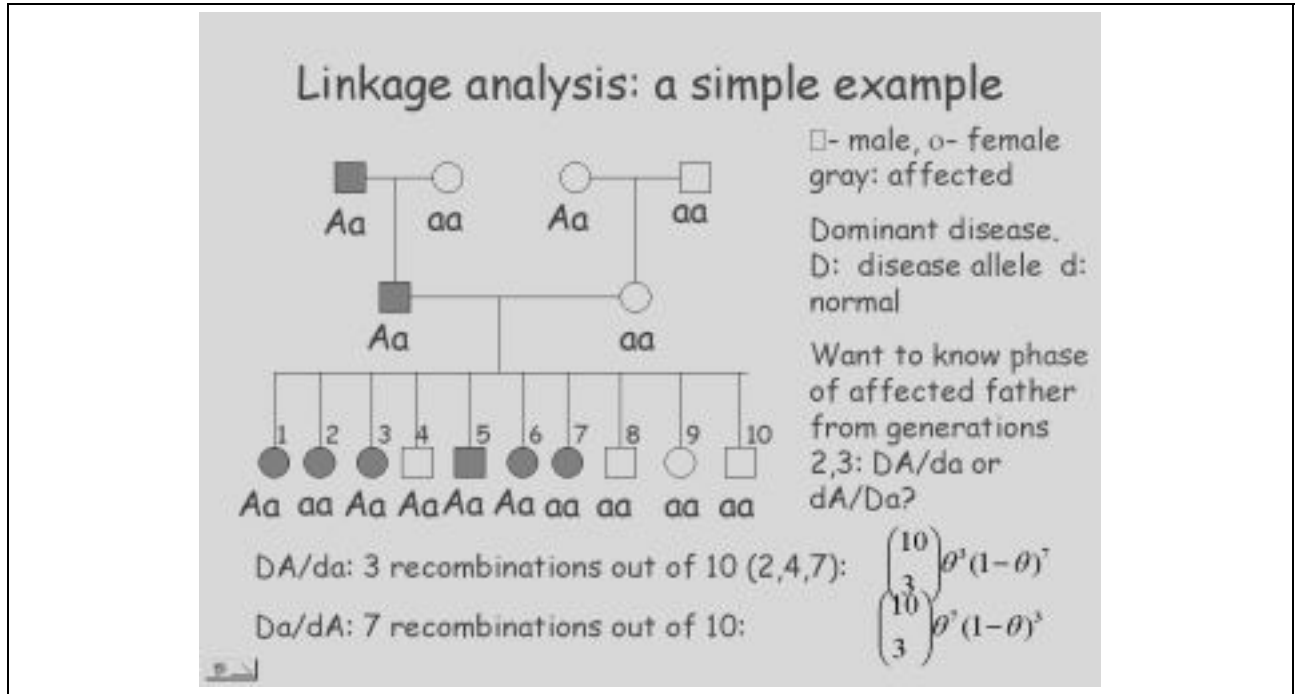 Linkage analysis: a simple example
□- male, o- female
gray: affected
Aa aa Aa aa
Dominant disease.
D: disease allele d:
normal
Aa aa
Want to know phase
of affected father
from generations
2,3: DA/da or
dA/Da?
1 2 3 4 5 6 7 8 9 10
Aa aa Aa Aa Aa Aa aa aa aa aa
DA/da: 3 recombinations out of 10 (2,4,7): (10 3) θ³(1-θ)⁷
Da/dA: 7 recombinations out of 10: (10 3) θ⁷(1-θ)³